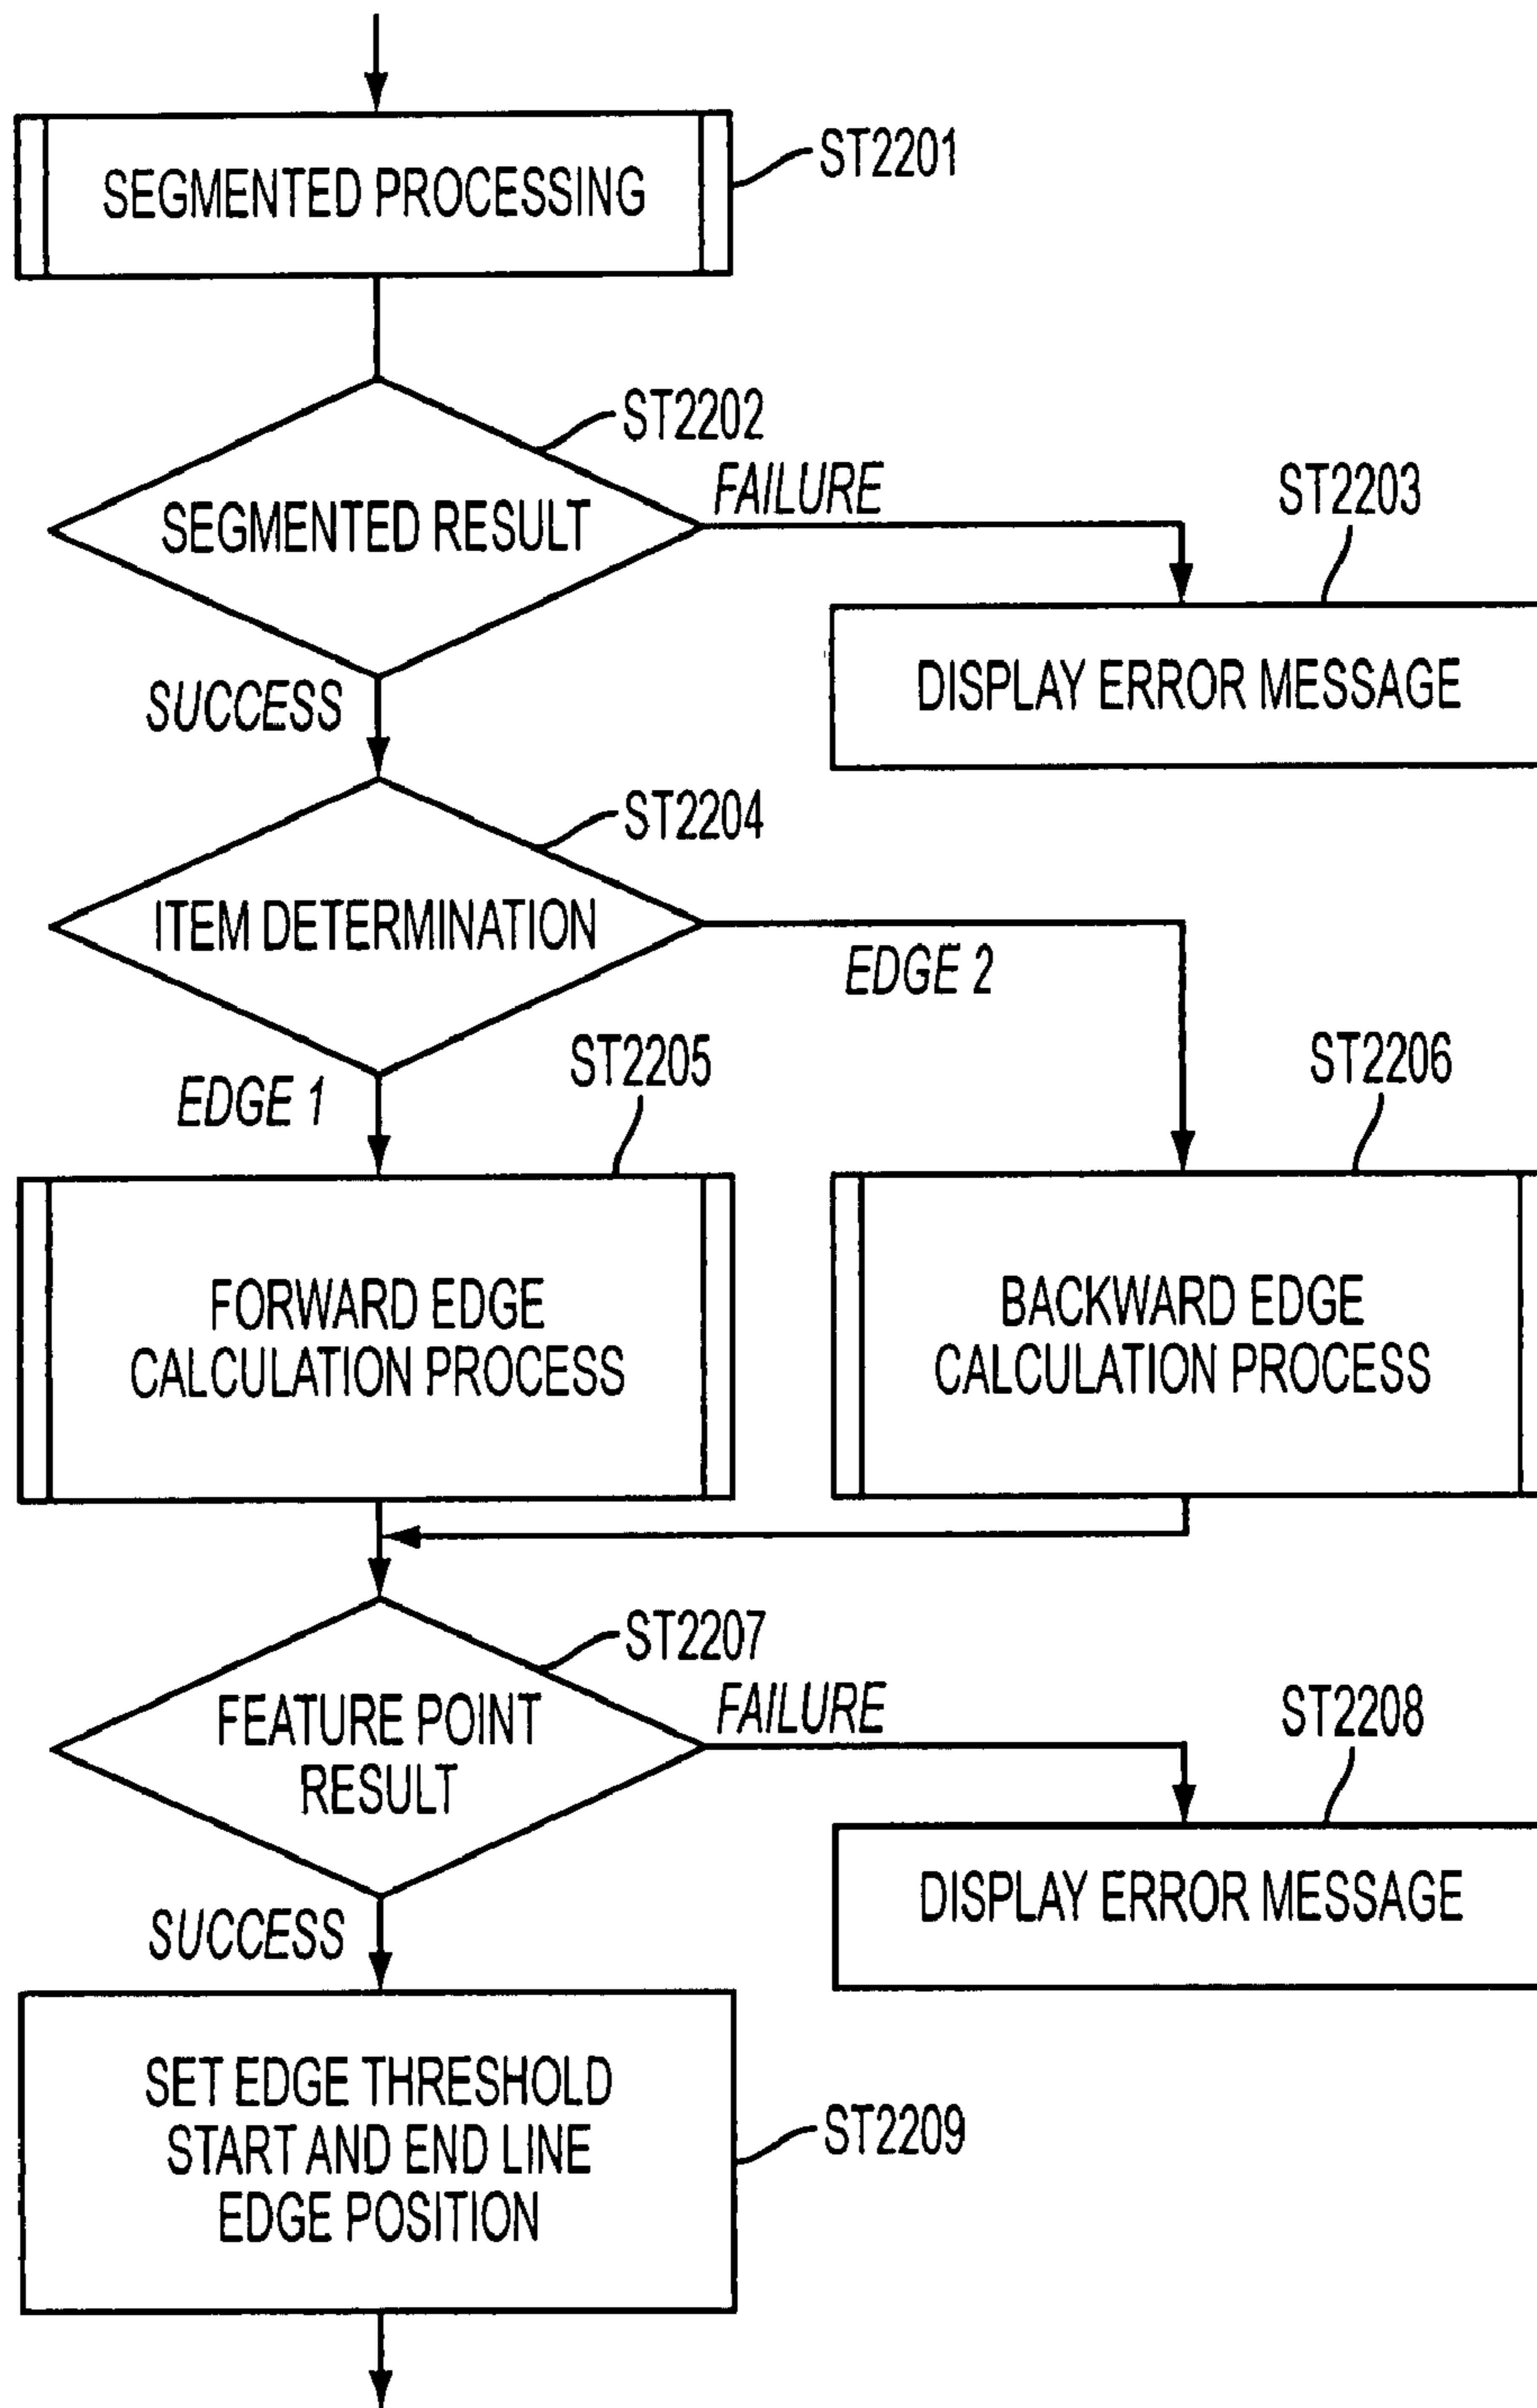 SEGMENTED PROCESSING
ST2201
ST2202
SEGMENTED RESULT
FAILURE
ST2203
DISPLAY ERROR MESSAGE
SUCCESS
ST2204
ITEM DETERMINATION
EDGE 2
EDGE 1
ST2205
ST2206
FORWARD EDGE
CALCULATION PROCESS
BACKWARD EDGE
CALCULATION PROCESS
ST2207
FEATURE POINT
RESULT
FAILURE
ST2208
DISPLAY ERROR MESSAGE
SUCCESS
SET EDGE THRESHOLD
START AND END LINE
EDGE POSITION
ST2209